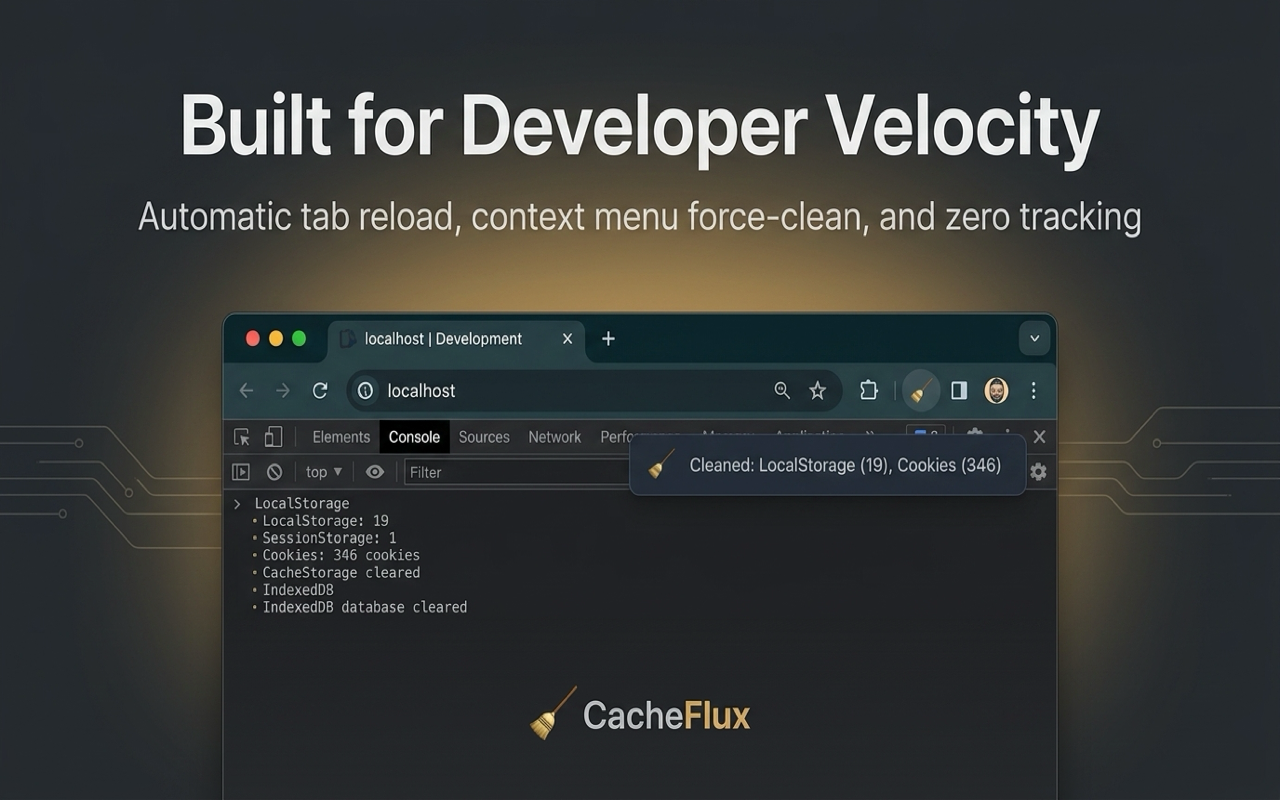 Built for Developer Velocity
Automatic tab reload, context menu force-clean, and zero tracking
localhost | Development
localhost
Elements Console Sources Network
top Filter
Cleaned: LocalStorage (19), Cookies (346)
> LocalStorage
• LocalStorage: 19
• SessionStorage: 1
• Cookies: 346 cookies
• CacheStorage cleared
• IndexedDB
• IndexedDB database cleared
CacheFlux